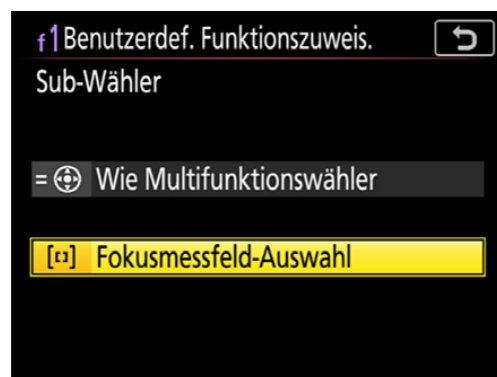 f1 Benutzerdef. Funktionszuweis.
Sub-Wähler
= Wie Multifunktionswähler
Fokusmessfeld-Auswahl